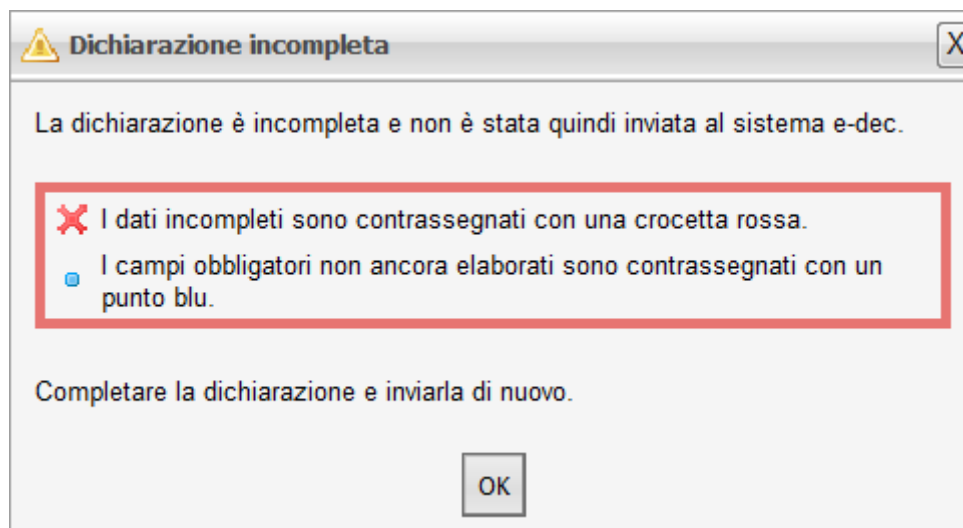 Dichiarazione incompleta
X
La dichiarazione è incompleta e non è stata quindi inviata al sistema e-dec.
I dati incompleti sono contrassegnati con una crocetta rossa.
I campi obbligatori non ancora elaborati sono contrassegnati con un
punto blu.
Completare la dichiarazione e inviarla di nuovo.
OK